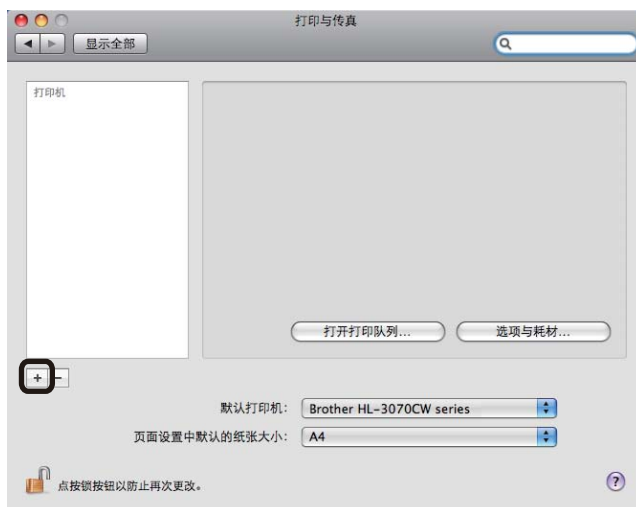 打印与传真
显示全部
打印机
打开打印队列...
选项与耗材...
+ −
默认打印机: Brother HL-3070CW series
页面设置中默认的纸张大小: A4
点按锁按钮以防止再次更改。
?